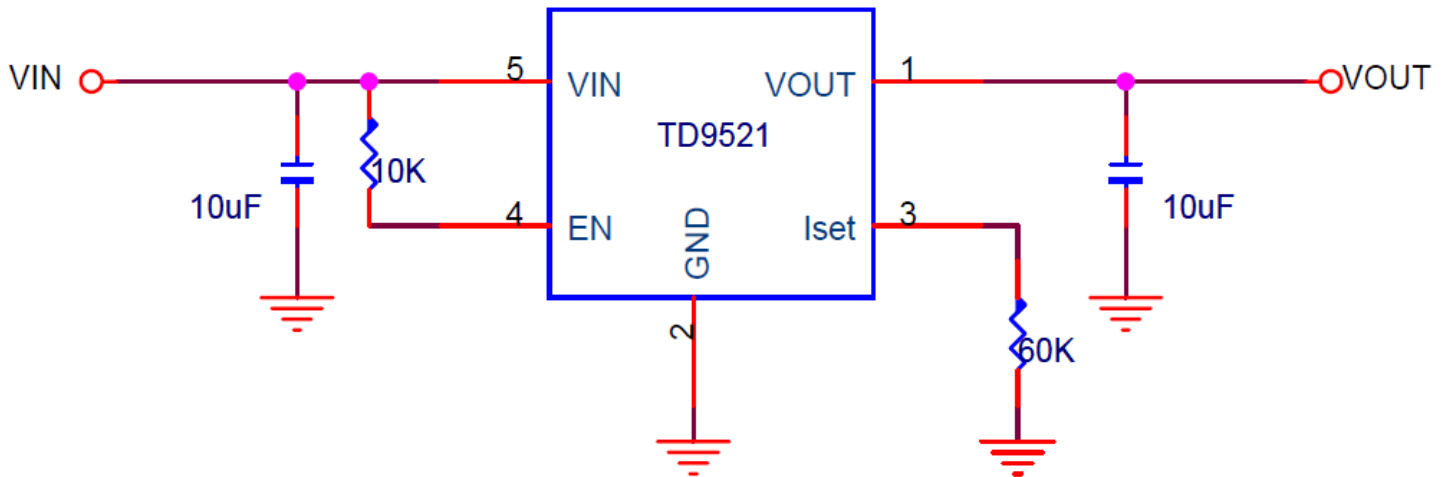 VIN
5
VIN
VOUT
1
VOUT
TD9521
10K
10uF
4
EN
GND
Iset
3
10uF
2
60K